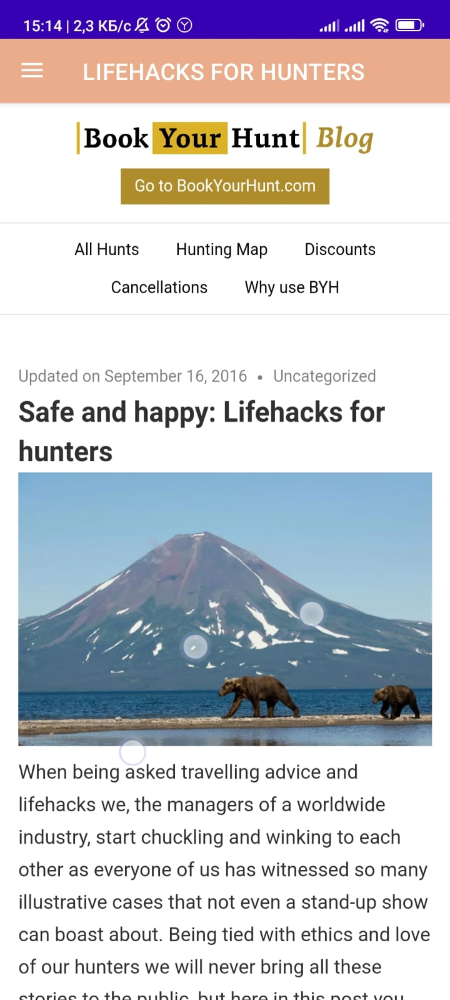 15:14 | 2,3 КБ/с
LIFEHACKS FOR HUNTERS
Book Your Hunt Blog
Go to BookYourHunt.com
All Hunts Hunting Map Discounts
Cancellations Why use BYH
Updated on September 16, 2016 • Uncategorized
Safe and happy: Lifehacks for
hunters
When being asked travelling advice and
lifehacks we, the managers of a worldwide
industry, start chuckling and winking to each
other as everyone of us has witnessed so many
illustrative cases that not even a stand-up show
can boast about. Being tied with ethics and love
of our hunters we will never bring all these
stories to the public, but here in this post you